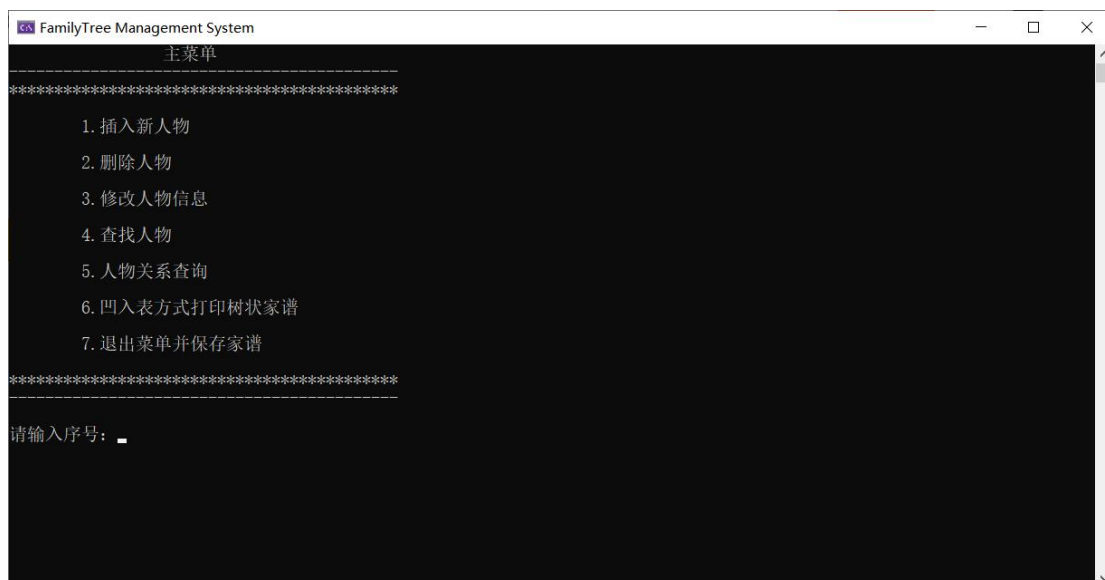 FamilyTree Management System
主菜单
-------------------------------------------
*******************************************
1.插入新人物
2.删除人物
3.修改人物信息
4.查找人物
5.人物关系查询
6.凹入表方式打印树状家谱
7.退出菜单并保存家谱
*******************************************
-------------------------------------------
请输入序号：